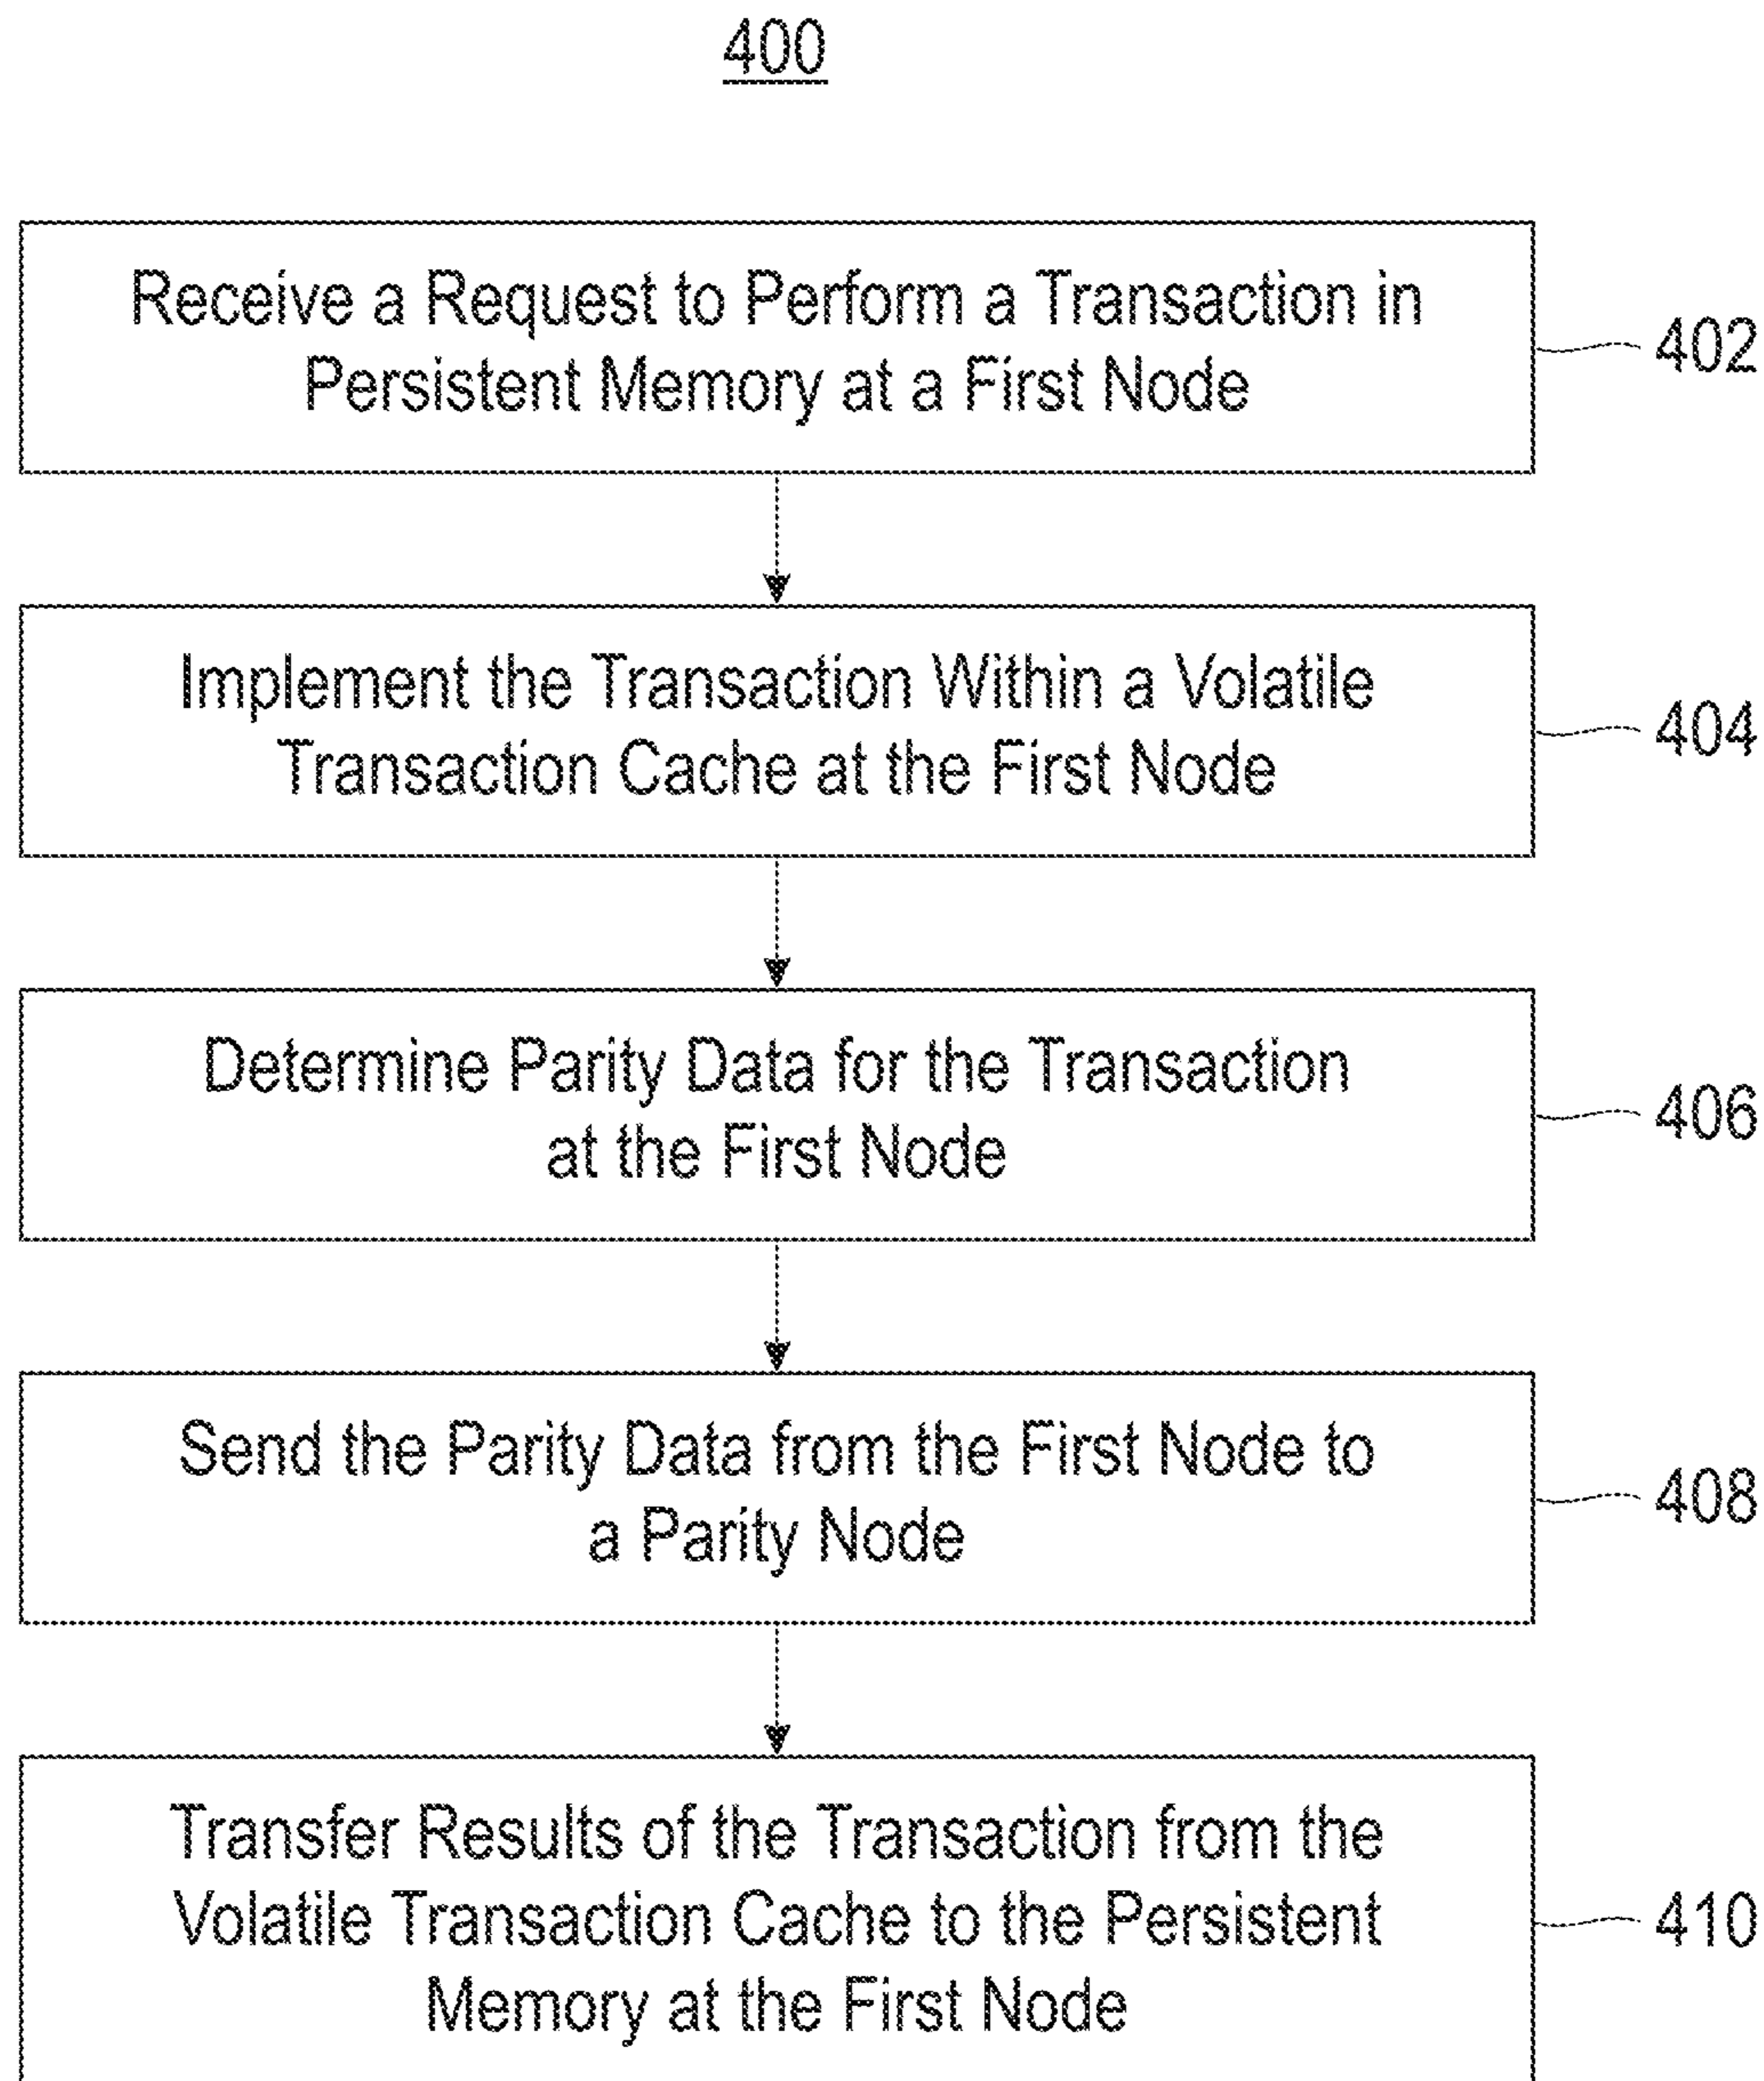 400
Receive a Request to Perform a Transaction in
Persistent Memory at a First Node
402
Implement the Transaction Within a Volatile
Transaction Cache at the First Node
404
Determine Parity Data for the Transaction
at the First Node
406
Send the Parity Data from the First Node to
a Parity Node
408
Transfer Results of the Transaction from the
Volatile Transaction Cache to the Persistent
Memory at the First Node
410